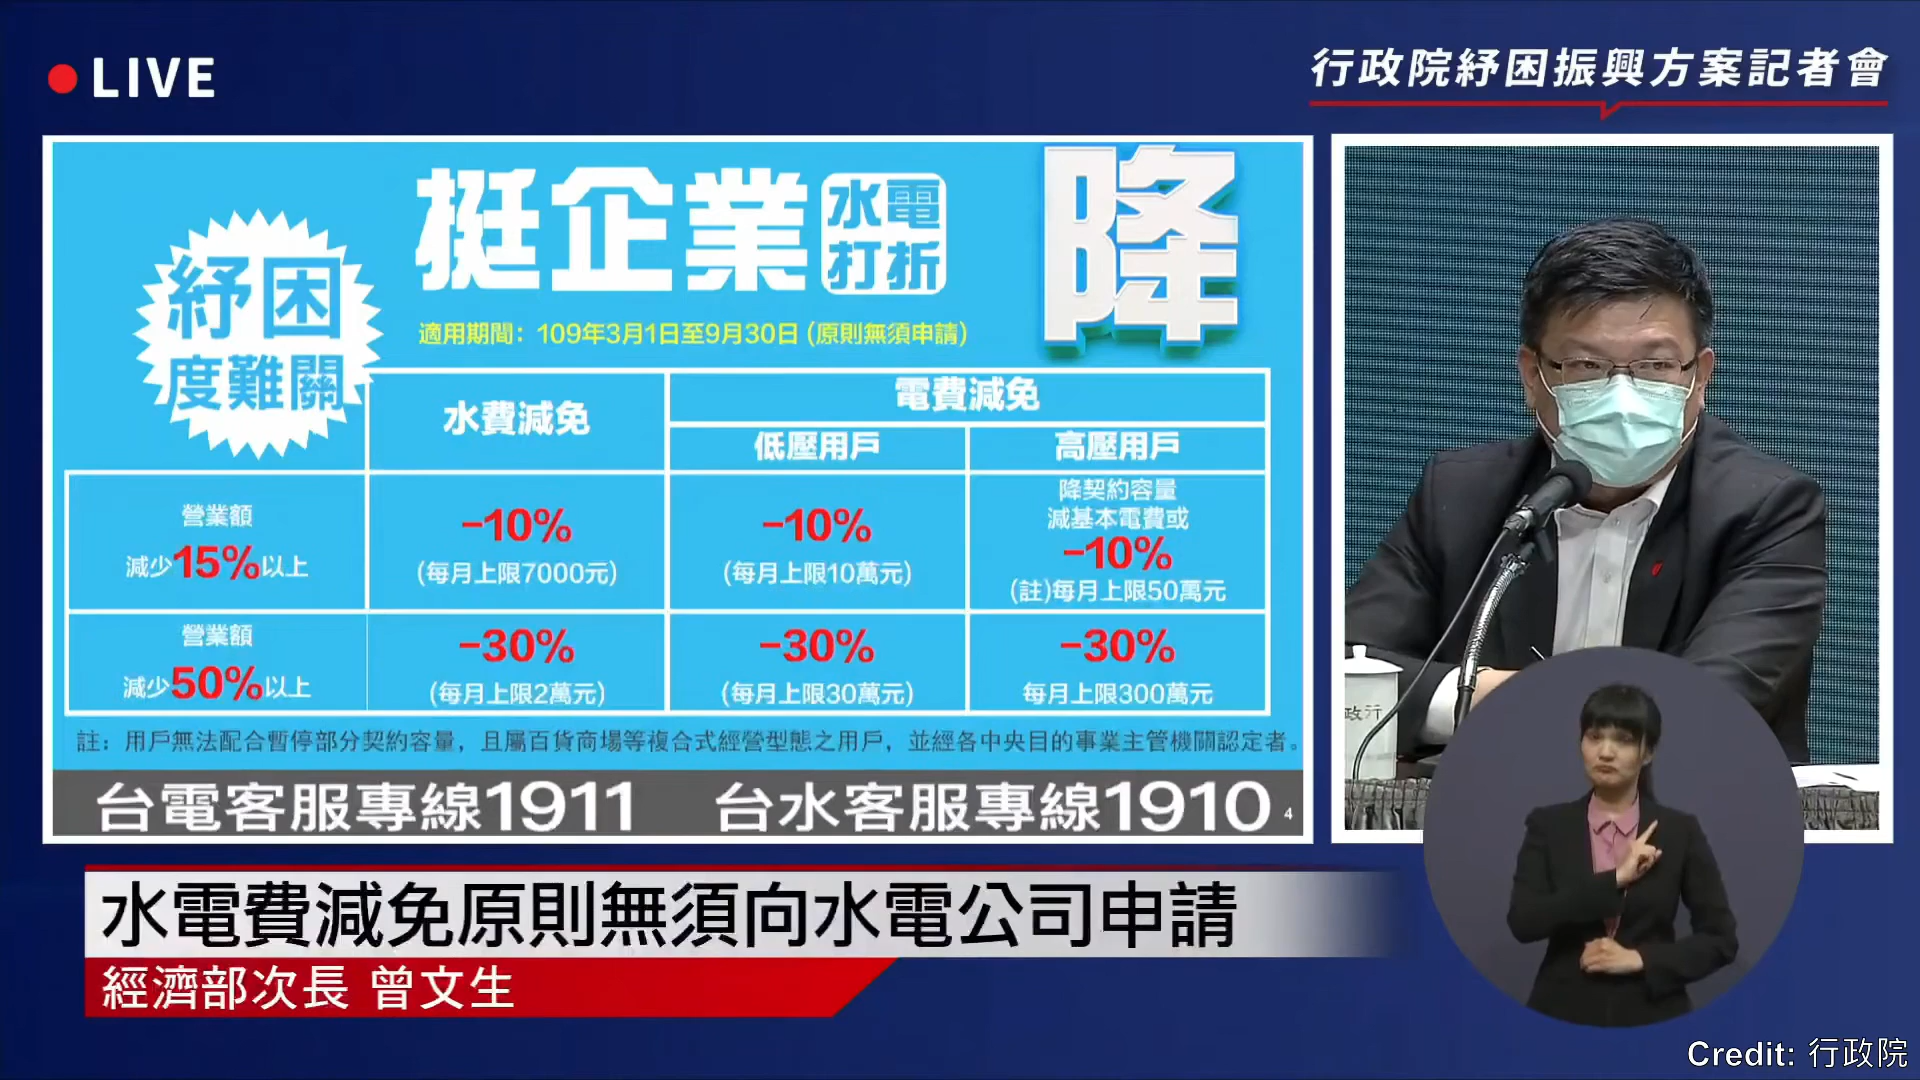 LIVE
行政院紓困振興方案記者會
紓困
度難關
挺企業
水電
打折
降
適用期間：109年3月1日至9月30日 (原則無須申請)
水費減免
電費減免
低壓用戶
高壓用戶
營業額
減少15%以上
-10%
(每月上限7000元)
-10%
(每月上限10萬元)
降契約容量
減基本電費或
-10%
(註)每月上限50萬元
營業額
減少50%以上
-30%
(每月上限2萬元)
-30%
(每月上限30萬元)
-30%
每月上限300萬元
註：用戶無法配合暫停部分契約容量，且屬百貨商場等複合式經營型態之用戶，並經各中央目的事業主管機關認定者。
台電客服專線1911 台水客服專線1910
4
政行
水電費減免原則無須向水電公司申請
經濟部次長 曾文生
Credit: 行政院